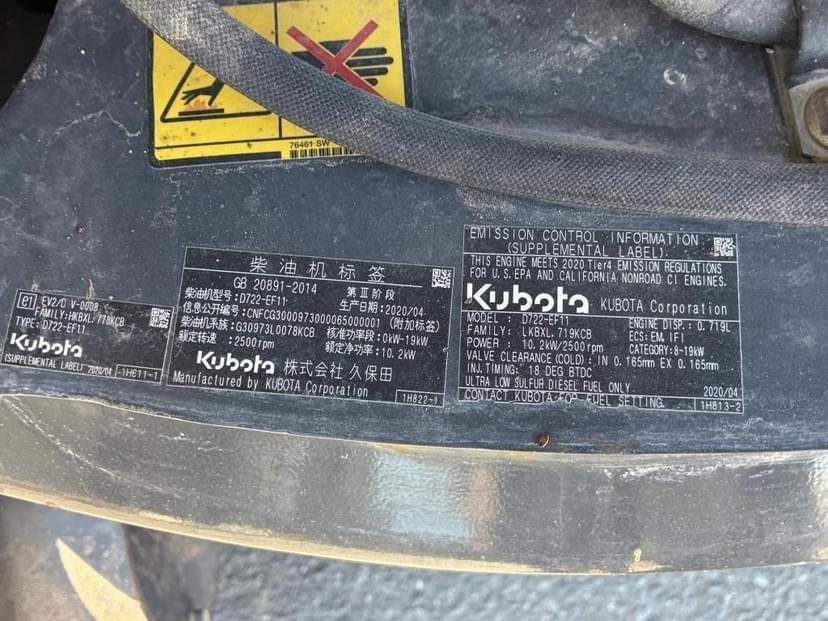 76461 SW
e1 EV2/D V-0008
FAMILY:HKBXL.778KCB
TYPE: D722-EF11
Kubota
(SUPPLEMENTAL LABEL) 2020/04 1H611-1
柴油机标签
GB 20891-2014 第Ⅲ阶段
柴油机型号:D722-EF11 生产日期:2020/04
信息公开编号:CNFCG3000973000065000001 (附加标签)
柴油机系族:G30973L0078KCB 核准功率段:0kW-19kW
额定转速:2500rpm 额定净功率:10.2kW
Kubota 株式会社久保田
Manufactured by KUBOTA Corporation 1H822-1
EMISSION CONTROL INFORMATION
(SUPPLEMENTAL LABEL)
THIS ENGINE MEETS 2020 Tier4 EMISSION REGULATIONS
FOR U.S. EPA AND CALIFORNIA NONROAD CI ENGINES.
Kubota KUBOTA Corporation
MODEL: D722-EF11 ENGINE DISP.: 0.719L
FAMILY: LKBXL.719KCB ECS: EM, IFI
POWER: 10.2kW/2500rpm CATEGORY: 8-19kW
VALVE CLEARANCE (COLD): IN 0.165mm EX 0.165mm
INJ. TIMING: 18 DEG BTDC
ULTRA LOW SULFUR DIESEL FUEL ONLY 2020/04
CONTACT KUBOTA FOR FUEL SETTING. 1H813-2